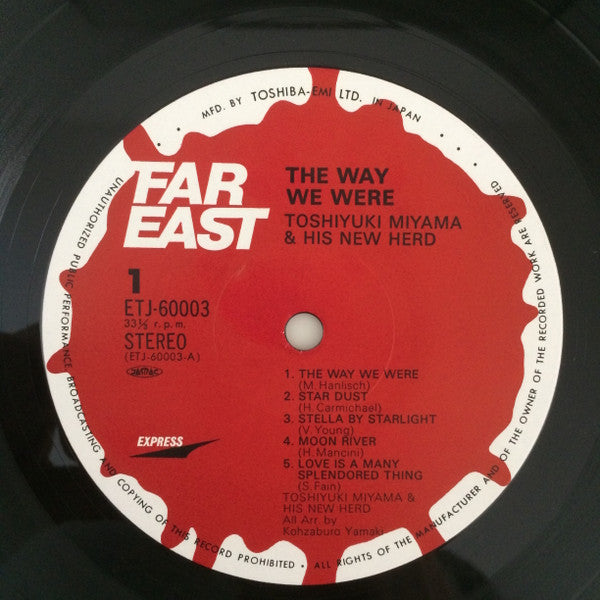 MFD. BY TOSHIBA-EMI LTD. IN JAPAN
FAR
EAST
THE WAY
WE WERE
TOSHIYUKI MIYAMA
& HIS NEW HERD
1
ETJ-60003
33⅓ r.p.m.
STEREO
(ETJ-60003-A)
JASRAC
EXPRESS
1. THE WAY WE WERE
(M. Hanlisch)
2. STAR DUST
(H. Carmichael)
3. STELLA BY STARLIGHT
(V. Young)
4. MOON RIVER
(H. Mancini)
5. LOVE IS A MANY
SPLENDORED THING
(S. Fain)
TOSHIYUKI MIYAMA &
HIS NEW HERD
All Arr. by
Kohzaburo Yamaki
UNAUTHORIZED PUBLIC PERFORMANCE BROADCASTING AND COPYING OF THIS RECORD PROHIBITED • ALL RIGHTS OF THE MANUFACTURER AND OF THE OWNER OF THE RECORDED WORK ARE RESERVED